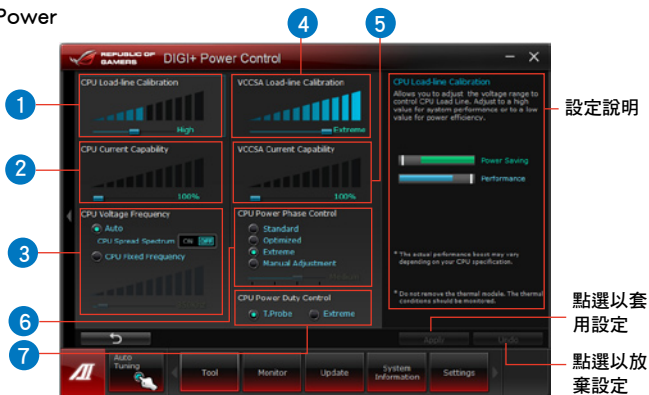 Power
4
5
REPUBLIC OF
GAMERS
DIGI+ Power Control
CPU Load-line Calibration
High
VCCSA Load-line Calibration
Extreme
CPU Load-line Calibration
Allows you to adjust the voltage range to
control CPU Load Line. Adjust to a high
value for system performance or to a low
value for power efficiency.
Power Saving
Performance
* The actual performance boost may vary
depending on your CPU specification.
* Do not remove the thermal module. The thermal
conditions should be monitored.
設定說明
1
2
CPU Current Capability
100%
VCCSA Current Capability
100%
3
CPU Voltage Frequency
Auto
CPU Spread Spectrum
ON
OFF
CPU Fixed Frequency
CPU Power Phase Control
Standard
Optimized
Extreme
Manual Adjustment
6
CPU Power Duty Control
T.Probe
Extreme
7
Apply
Undo
點選以套
用設定
點選以放
棄設定
Auto
Tuning
Tool
Monitor
Update
System
Information
Settings